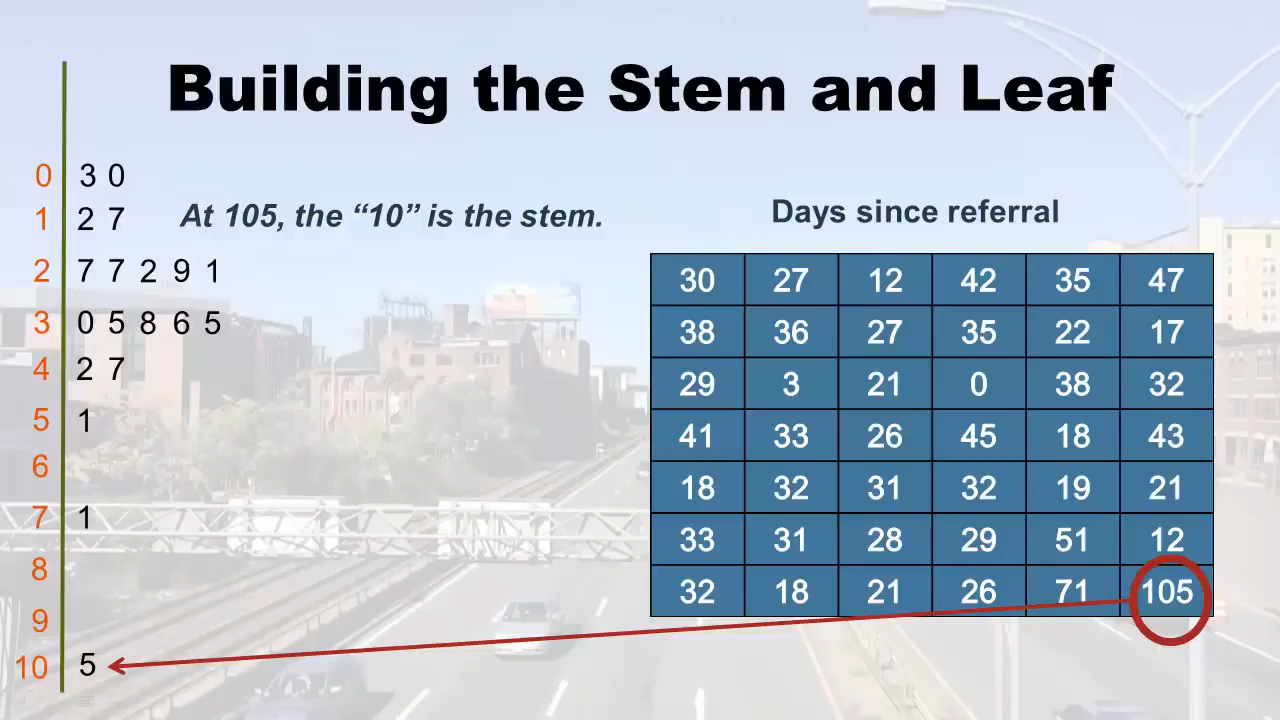 Building the Stem and Leaf
0 3 0
1 2 7
At 105, the “10” is the stem.
2 7 7 2 9 1
3 0 5 8 6 5
4 2 7
5 1
6
7 1
8
9
10 5
Days since referral
30 27 12 42 35 47
38 36 27 35 22 17
29 3 21 0 38 32
41 33 26 45 18 43
18 32 31 32 19 21
33 31 28 29 51 12
32 18 21 26 71 105